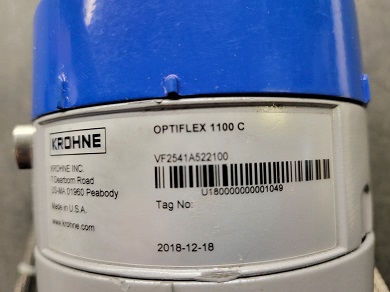 KROHNE
OPTIFLEX 1100 C
KROHNE INC.
7 Dearborn Road
US-MA 01960 Peabody
Made in U.S.A.
www.krohne.com
VF2541A522100
U18000000001049
Tag No:
2018-12-18